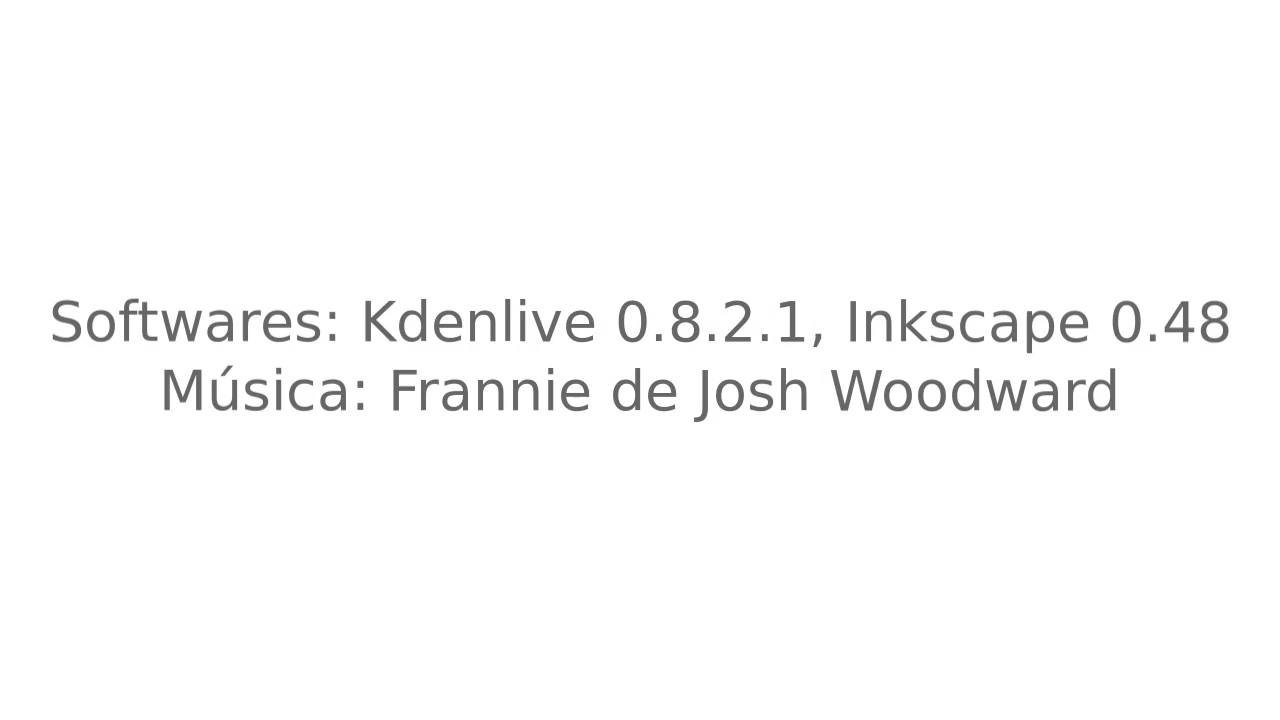 Softwares: Kdenlive 0.8.2.1, Inkscape 0.48
Música: Frannie de Josh Woodward